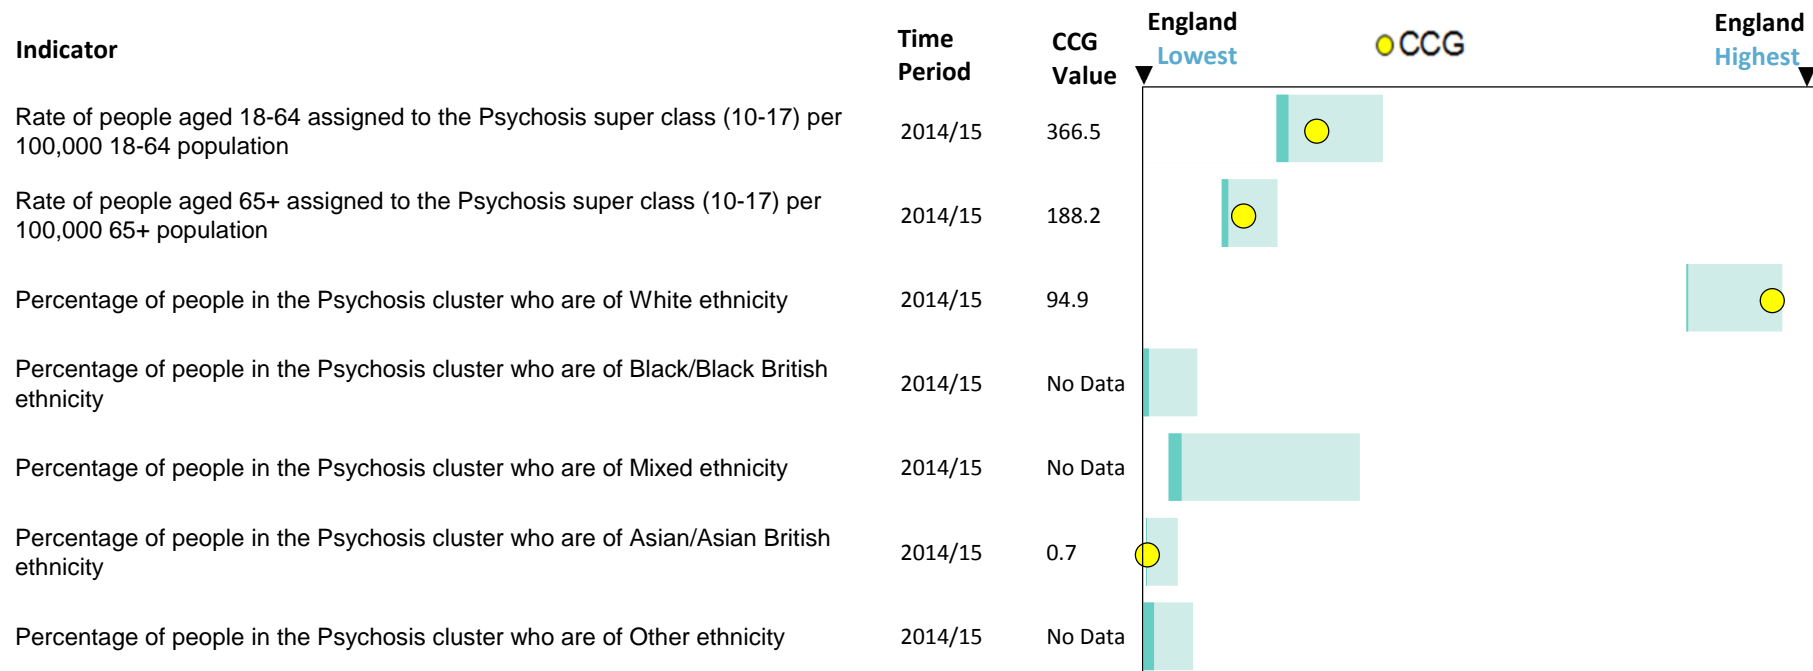 Indicator
Time
Period
CCG
Value
England
Lowest
CCG
England
Highest
Rate of people aged 18-64 assigned to the Psychosis super class (10-17) per
100,000 18-64 population
2014/15
366.5
Rate of people aged 65+ assigned to the Psychosis super class (10-17) per
100,000 65+ population
2014/15
188.2
Percentage of people in the Psychosis cluster who are of White ethnicity
2014/15
94.9
Percentage of people in the Psychosis cluster who are of Black/Black British
ethnicity
2014/15
No Data
Percentage of people in the Psychosis cluster who are of Mixed ethnicity
2014/15
No Data
Percentage of people in the Psychosis cluster who are of Asian/Asian British
ethnicity
2014/15
0.7
Percentage of people in the Psychosis cluster who are of Other ethnicity
2014/15
No Data